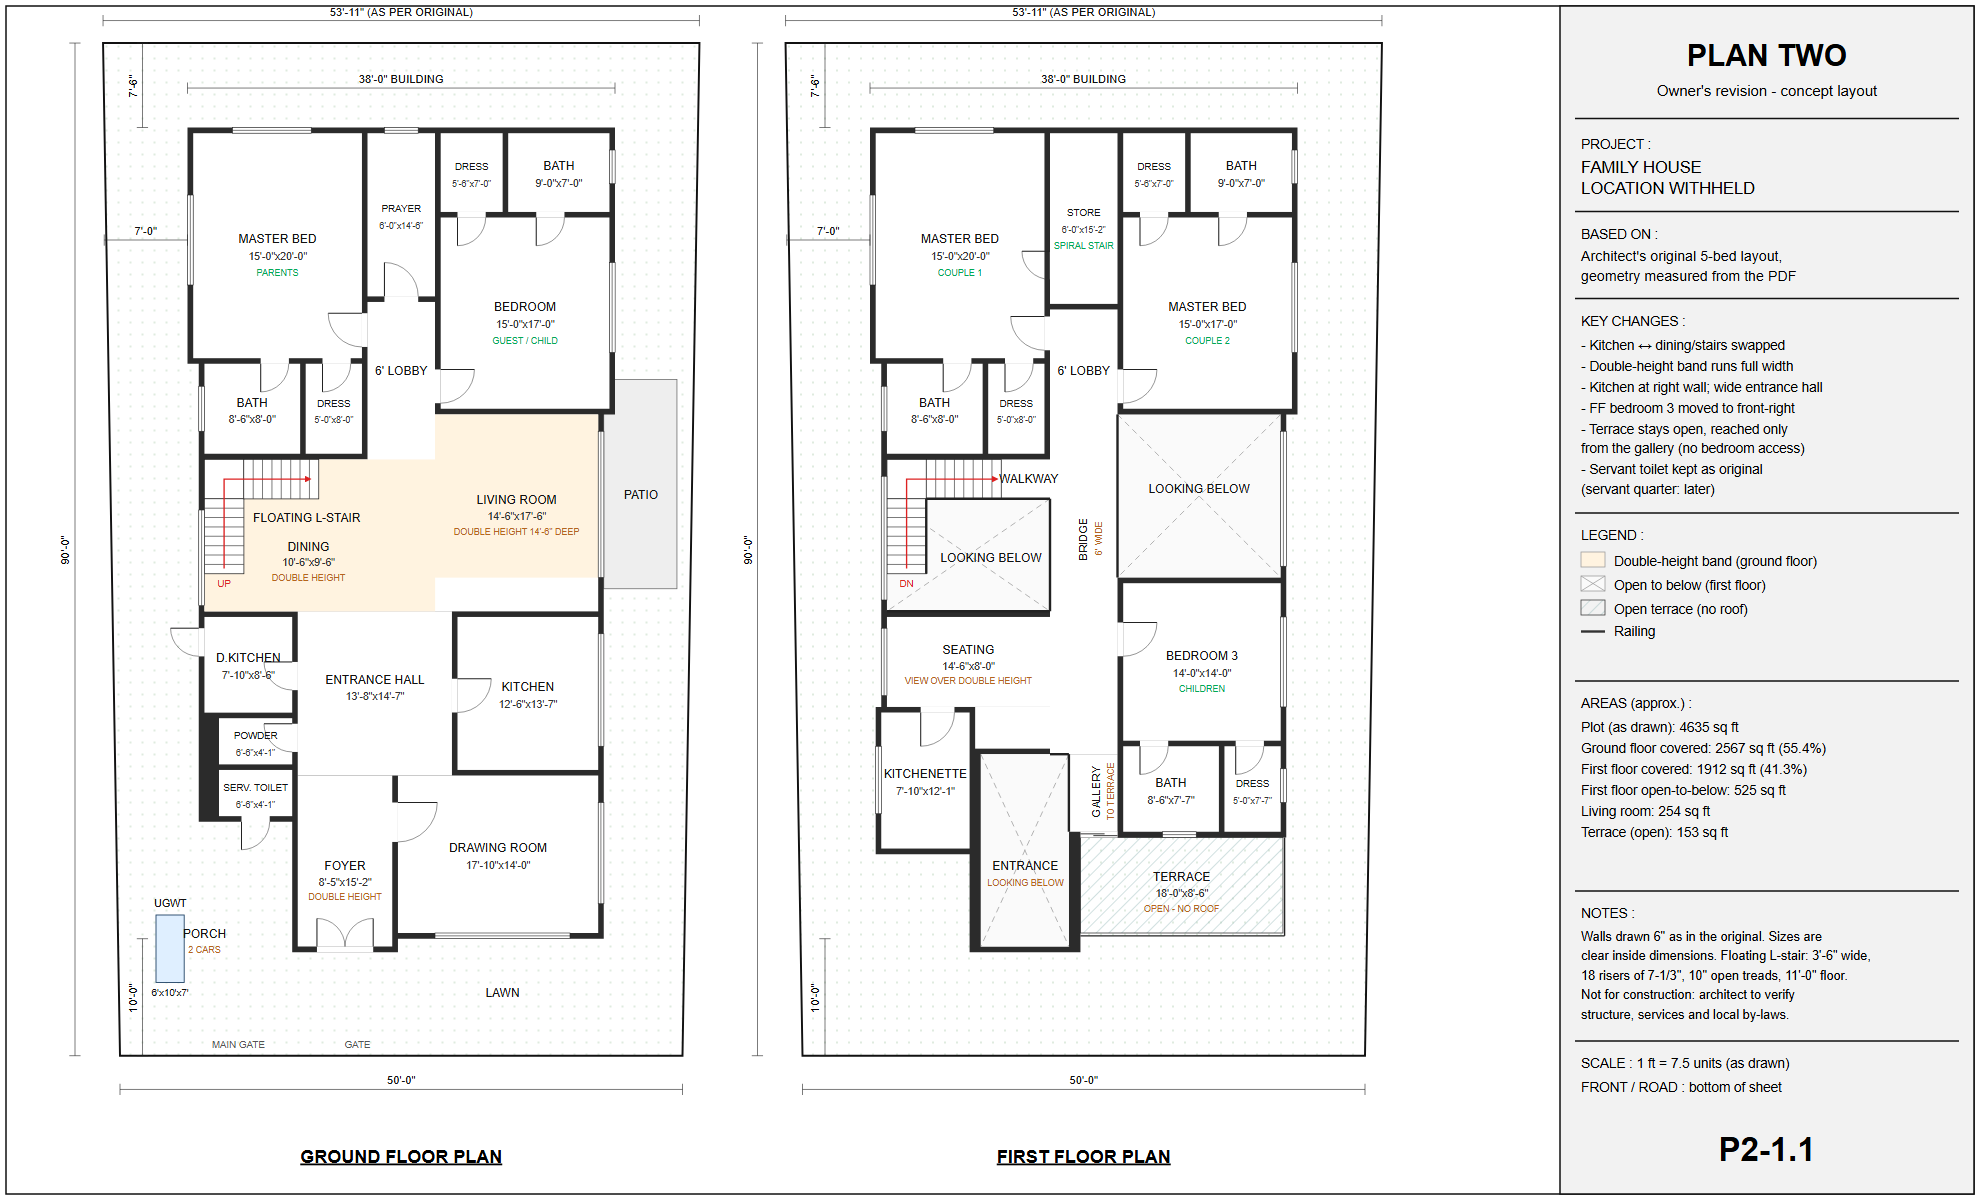 53'-11" (AS PER ORIGINAL)
38'-0" BUILDING
7'-6"
7'-0"
90'-0"
10'-0"
MASTER BED
15'-0"x20'-0"
PARENTS
PRAYER
6'-0"x14'-6"
DRESS
5'-6"x7'-0"
BATH
9'-0"x7'-0"
BEDROOM
15'-0"x17'-0"
GUEST / CHILD
6' LOBBY
BATH
8'-6"x8'-0"
DRESS
5'-0"x8'-0"
FLOATING L-STAIR
DINING
10'-6"x9'-6"
DOUBLE HEIGHT
UP
LIVING ROOM
14'-6"x17'-6"
DOUBLE HEIGHT 14'-6" DEEP
PATIO
D.KITCHEN
7'-10"x8'-6"
ENTRANCE HALL
13'-8"x14'-7"
KITCHEN
12'-6"x13'-7"
POWDER
6'-6"x4'-1"
SERV. TOILET
6'-6"x4'-1"
FOYER
8'-5"x15'-2"
DOUBLE HEIGHT
DRAWING ROOM
17'-10"x14'-0"
UGWT
PORCH
2 CARS
6'x10'x7'
LAWN
MAIN GATE
GATE
50'-0"
GROUND FLOOR PLAN
53'-11" (AS PER ORIGINAL)
38'-0" BUILDING
7'-6"
7'-0"
90'-0"
10'-0"
MASTER BED
15'-0"x20'-0"
COUPLE 1
STORE
6'-0"x15'-2"
SPIRAL STAIR
DRESS
5'-6"x7'-0"
BATH
9'-0"x7'-0"
MASTER BED
15'-0"x17'-0"
COUPLE 2
6' LOBBY
BATH
8'-6"x8'-0"
DRESS
5'-0"x8'-0"
WALKWAY
LOOKING BELOW
DN
BRIDGE
6' WIDE
LOOKING BELOW
SEATING
14'-6"x8'-0"
VIEW OVER DOUBLE HEIGHT
BEDROOM 3
14'-0"x14'-0"
CHILDREN
KITCHENETTE
7'-10"x12'-1"
GALLERY
TO TERRACE
BATH
8'-6"x7'-7"
DRESS
5'-0"x7'-7"
ENTRANCE
LOOKING BELOW
TERRACE
18'-0"x8'-6"
OPEN - NO ROOF
50'-0"
FIRST FLOOR PLAN
PLAN TWO
Owner's revision - concept layout
PROJECT :
FAMILY HOUSE
LOCATION WITHHELD
BASED ON :
Architect's original 5-bed layout,
geometry measured from the PDF
KEY CHANGES :
- Kitchen ↔ dining/stairs swapped
- Double-height band runs full width
- Kitchen at right wall; wide entrance hall
- FF bedroom 3 moved to front-right
- Terrace stays open, reached only
from the gallery (no bedroom access)
- Servant toilet kept as original
(servant quarter: later)
LEGEND :
Double-height band (ground floor)
Open to below (first floor)
Open terrace (no roof)
Railing
AREAS (approx.) :
Plot (as drawn): 4635 sq ft
Ground floor covered: 2567 sq ft (55.4%)
First floor covered: 1912 sq ft (41.3%)
First floor open-to-below: 525 sq ft
Living room: 254 sq ft
Terrace (open): 153 sq ft
NOTES :
Walls drawn 6" as in the original. Sizes are
clear inside dimensions. Floating L-stair: 3'-6" wide,
18 risers of 7-1/3", 10" open treads, 11'-0" floor.
Not for construction: architect to verify
structure, services and local by-laws.
SCALE : 1 ft = 7.5 units (as drawn)
FRONT / ROAD : bottom of sheet
P2-1.1